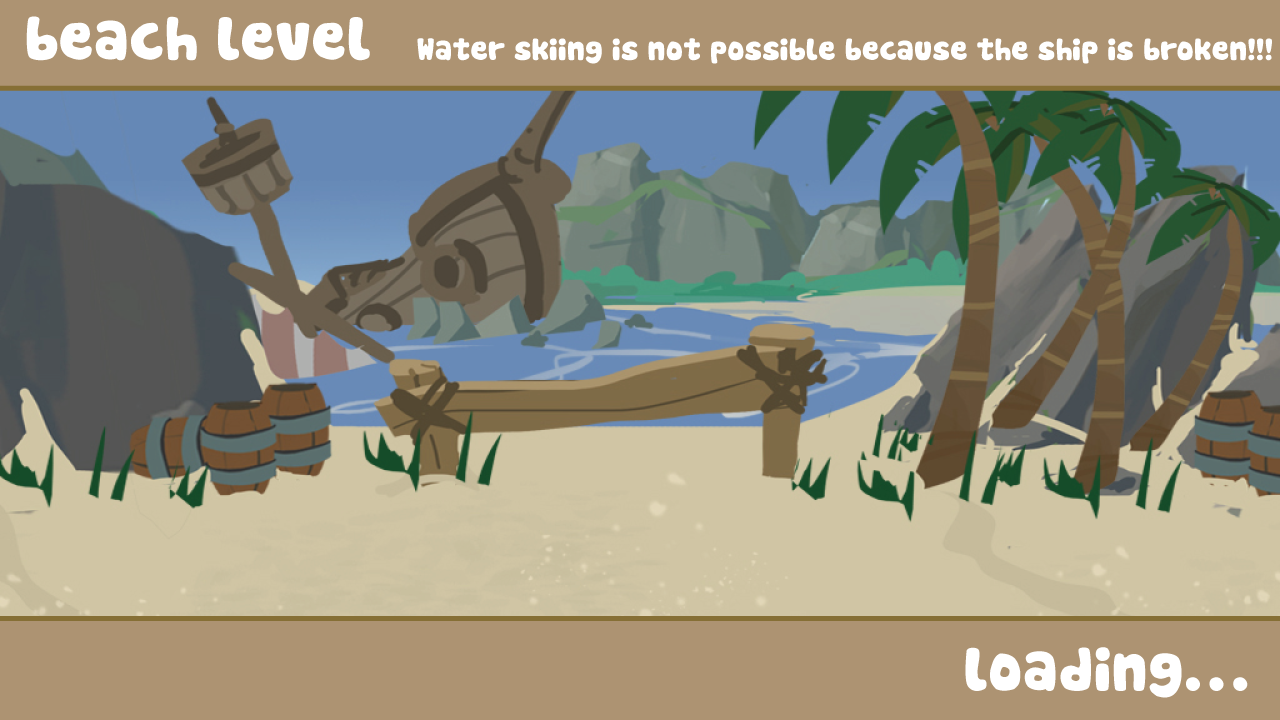 beach level
Water skiing is not possible because the ship is broken!!!
loading...